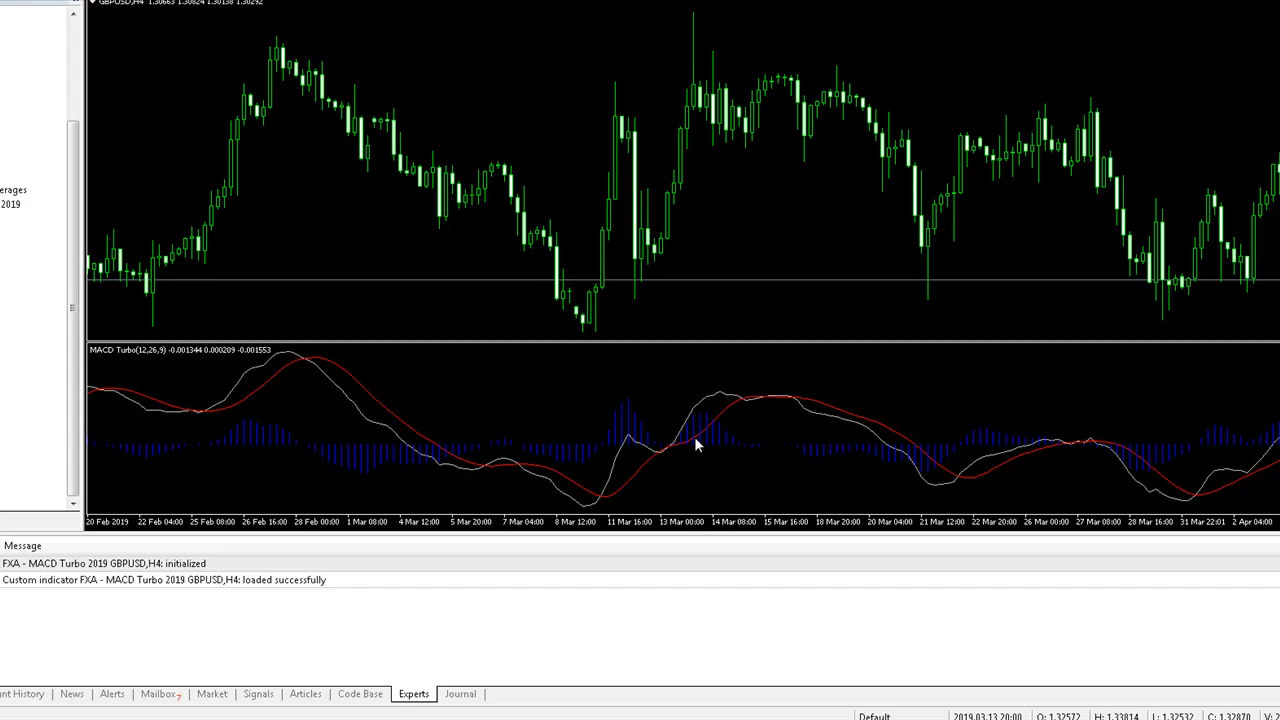 GBPUSD,H4 1.30663 1.30824 1.30138 1.30292
erages
2019
MACD Turbo(12,26,9) -0.001344 0.000209 -0.001553
20 Feb 2019 22 Feb 04:00 25 Feb 08:00 26 Feb 16:00 28 Feb 00:00 1 Mar 08:00 4 Mar 12:00 5 Mar 20:00 7 Mar 04:00 8 Mar 12:00 11 Mar 16:00 13 Mar 00:00 14 Mar 08:00 15 Mar 16:00 18 Mar 20:00 20 Mar 04:00 21 Mar 12:00 22 Mar 20:00 26 Mar 00:00 27 Mar 08:00 28 Mar 16:00 31 Mar 22:01 2 Apr 04:00
Message
FXA - MACD Turbo 2019 GBPUSD,H4: initialized
Custom indicator FXA - MACD Turbo 2019 GBPUSD,H4: loaded successfully
nt History News Alerts Mailbox7 Market Signals Articles Code Base Experts Journal
Default 2019.03.13 20:00 O: 1.32572 H: 1.33814 L: 1.32532 C: 1.32870